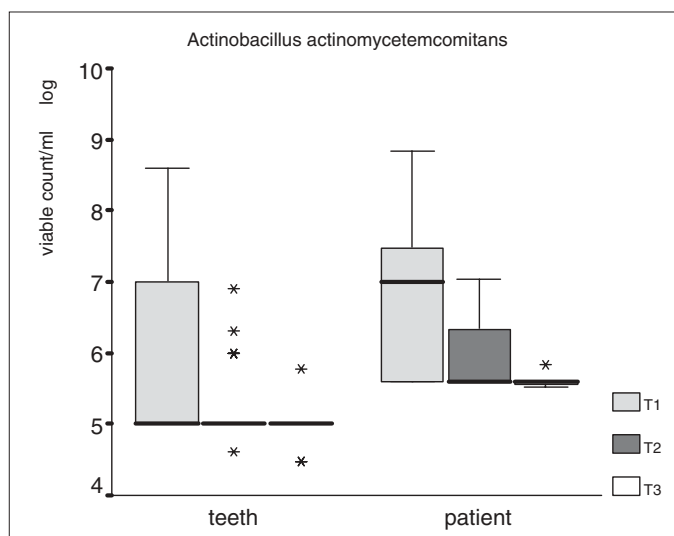 Actinobacillus actinomycetemcomitans
viable count/ml log
10
9
8
7
6
5
4
teeth patient
T1
T2
T3